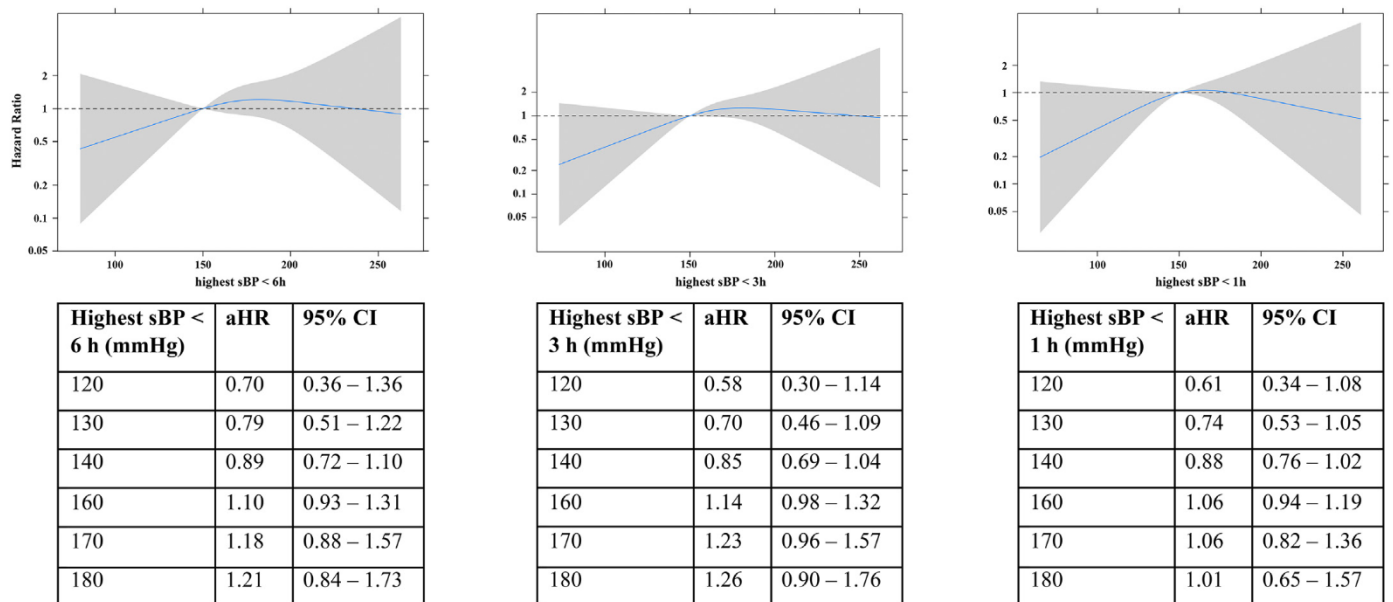 Hazard Ratio
2
1
0.5
0.2
0.1
0.05
100 150 200 250
highest sBP < 6h
2
1
0.5
0.2
0.1
0.05
100 150 200 250
highest sBP < 3h
2
1
0.5
0.2
0.1
0.05
100 150 200 250
highest sBP < 1h
Highest sBP < 6 h (mmHg) aHR 95% CI
120 0.70 0.36 – 1.36
130 0.79 0.51 – 1.22
140 0.89 0.72 – 1.10
160 1.10 0.93 – 1.31
170 1.18 0.88 – 1.57
180 1.21 0.84 – 1.73
Highest sBP < 3 h (mmHg) aHR 95% CI
120 0.58 0.30 – 1.14
130 0.70 0.46 – 1.09
140 0.85 0.69 – 1.04
160 1.14 0.98 – 1.32
170 1.23 0.96 – 1.57
180 1.26 0.90 – 1.76
Highest sBP < 1 h (mmHg) aHR 95% CI
120 0.61 0.34 – 1.08
130 0.74 0.53 – 1.05
140 0.88 0.76 – 1.02
160 1.06 0.94 – 1.19
170 1.06 0.82 – 1.36
180 1.01 0.65 – 1.57